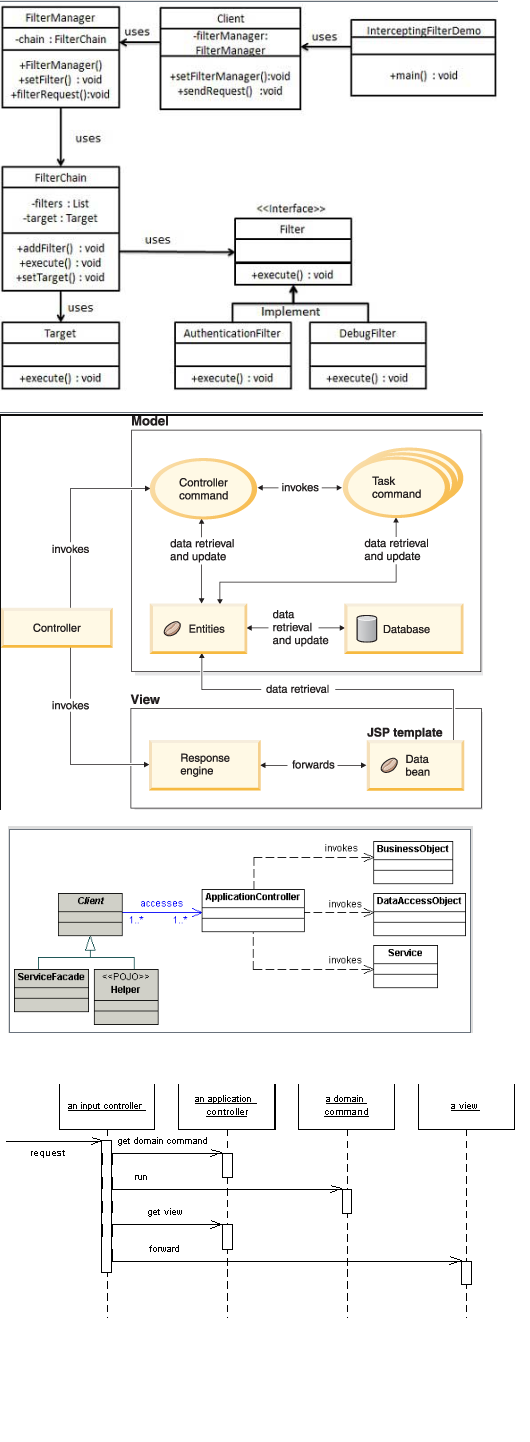 FilterManager
-chain : FilterChain
+FilterManager()
+setFilter() : void
+filterRequest():void
uses
Client
-filterManager:
FilterManager
+setFilterManager():void
+sendRequest() :void
uses
InterceptingFilterDemo
+main() : void
uses
FilterChain
-filters : List
-target : Target
+addFilter() : void
+execute() : void
+setTarget() : void
uses
<<Interface>>
Filter
+execute() : void
uses
Implement
Target
+execute() : void
AuthenticationFilter
+execute() : void
DebugFilter
+execute() : void
Model
Controller
command
invokes
Task
command
invokes
data retrieval
and update
data retrieval
and update
Controller
Entities
data
retrieval
and update
Database
data retrieval
View
invokes
JSP template
Response
engine
forwards
Data
bean
invokes
BusinessObject
Client
accesses
1..*
1..*
ApplicationController
invokes
DataAccessObject
invokes
Service
ServiceFacade
<<POJO>>
Helper
an input controller
an application
controller
a domain
command
a view
request
get domain command
run
get view
forward